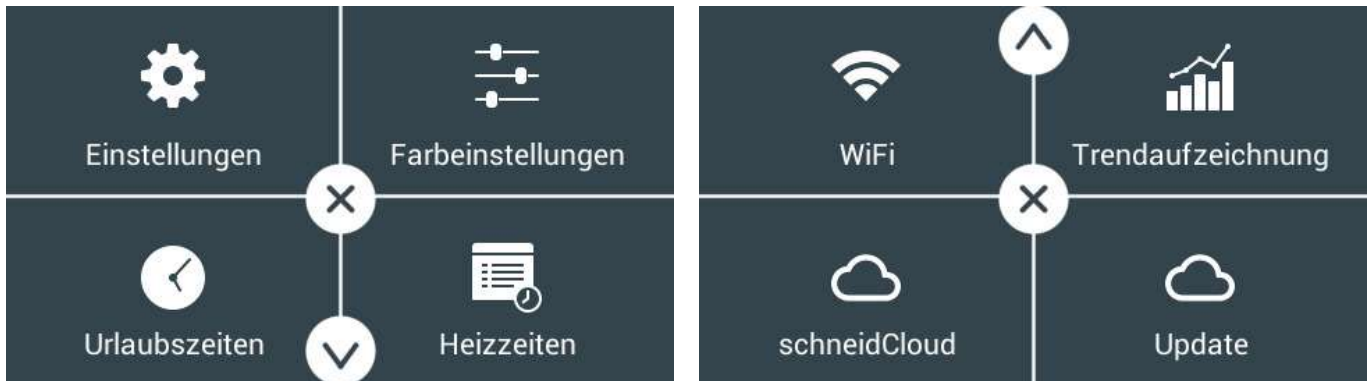 Einstellungen
Farbeinstellungen
Urlaubszeiten
Heizzeiten
WiFi
Trendaufzeichnung
schneidCloud
Update